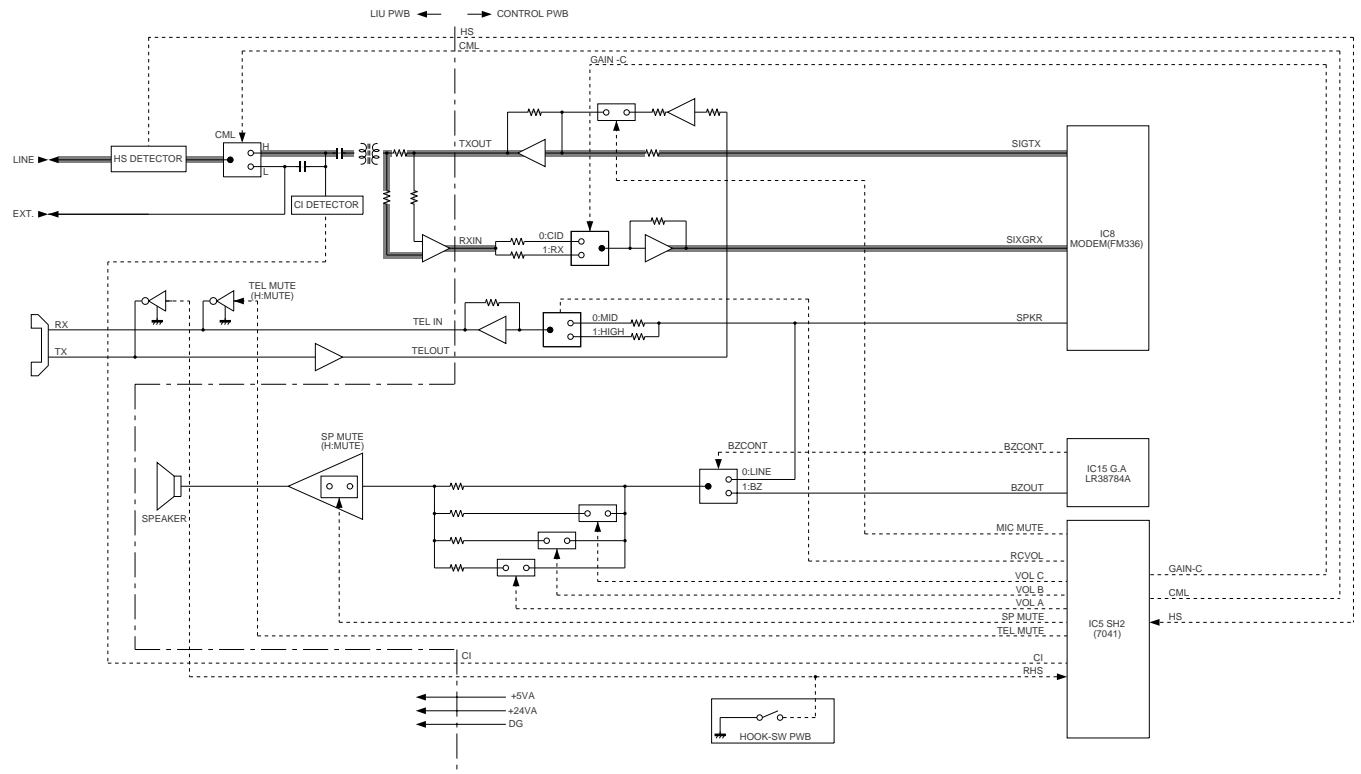 LIU PWB
CONTROL PWB
HS
CML
GAIN -C
CML
H
L
LINE
HS DETECTOR
TXOUT
SIGTX
CI DETECTOR
EXT.
IC8
MODEM(FM336)
RXIN
0:CID
1:RX
SIXGRX
TEL MUTE
(H:MUTE)
RX
TEL IN
0:MID
1:HIGH
SPKR
TX
TELOUT
SP MUTE
(H:MUTE)
BZCONT
BZCONT
0:LINE
1:BZ
BZOUT
IC15 G.A
LR38784A
SPEAKER
MIC MUTE
RCVOL
VOL C
VOL B
VOL A
SP MUTE
TEL MUTE
IC5 SH2
(7041)
GAIN-C
CML
HS
CI
CI
RHS
+5VA
+24VA
DG
HOOK-SW PWB